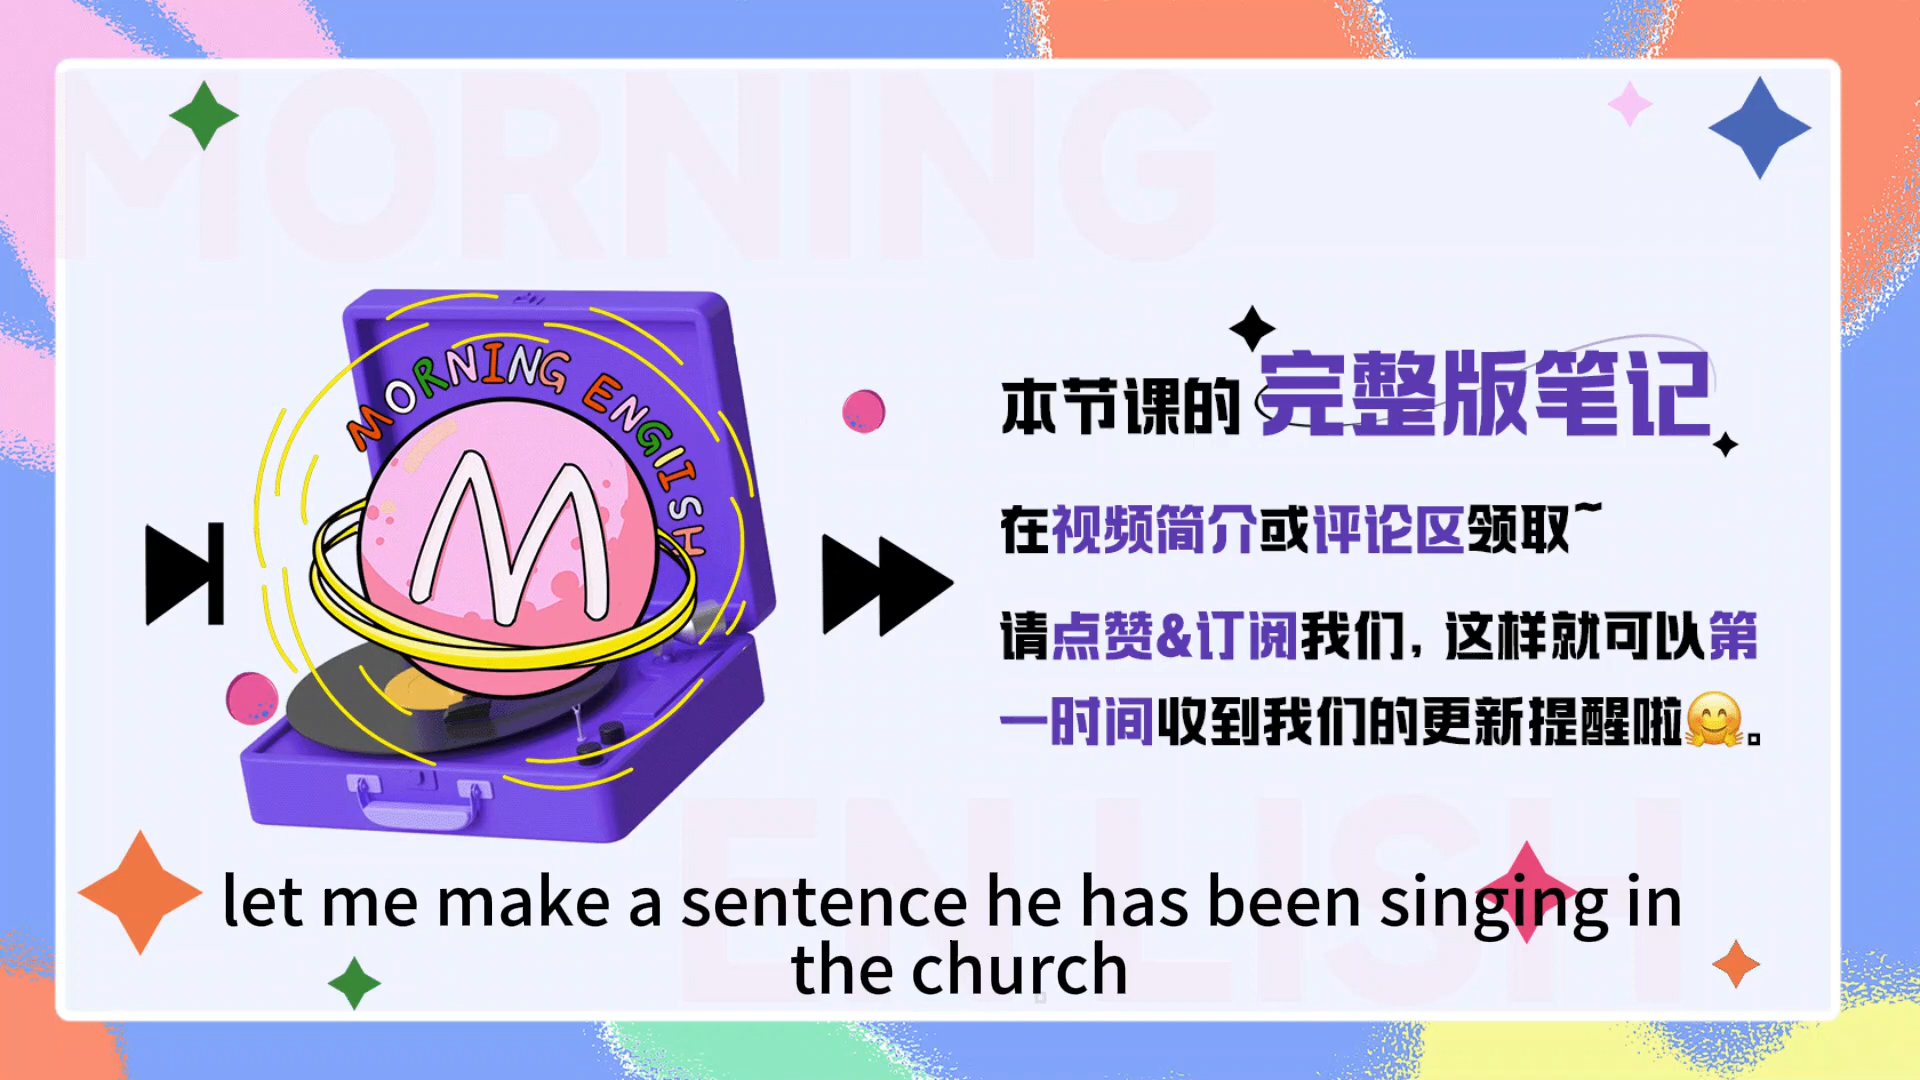 MORNING
MORNING ENGLISH
M
本节课的完整版笔记
在视频简介或评论区领取~
请点赞&订阅我们，这样就可以第
一时间收到我们的更新提醒啦🤗。
ENGLISH
let me make a sentence he has been singing in
the church